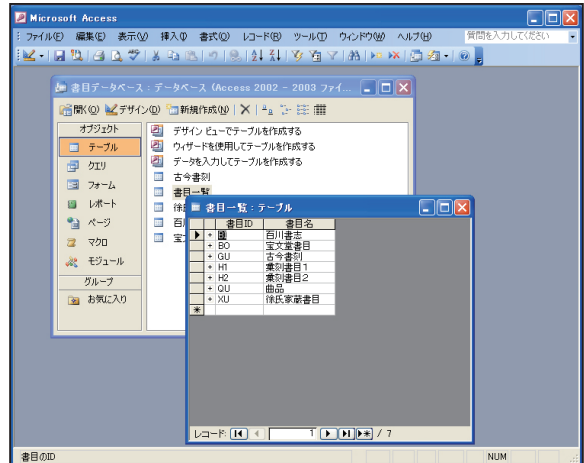 Microsoft Access
ファイル(F) 編集(E) 表示(V) 挿入(I) 書式(O) レコード(R) ツール(T) ウィンドウ(W) ヘルプ(H) 質問を入力してください
書目データベース : データベース (Access 2002 - 2003 ファイ...
開く(O) デザイン(D) 新規作成(N)
オブジェクト
テーブル
クエリ
フォーム
レポート
ページ
マクロ
モジュール
グループ
お気に入り
デザイン ビューでテーブルを作成する
ウィザードを使用してテーブルを作成する
データを入力してテーブルを作成する
古今書刻
書目一覧
徐
百
宝
書目一覧 : テーブル
書目ID 書目名
百川書志
BO 宝文堂書目
GU 古今書刻
H1 彙刻書目1
H2 彙刻書目2
QU 曲品
XU 徐氏家蔵書目
レコード: 1 / 7
書目のID NUM